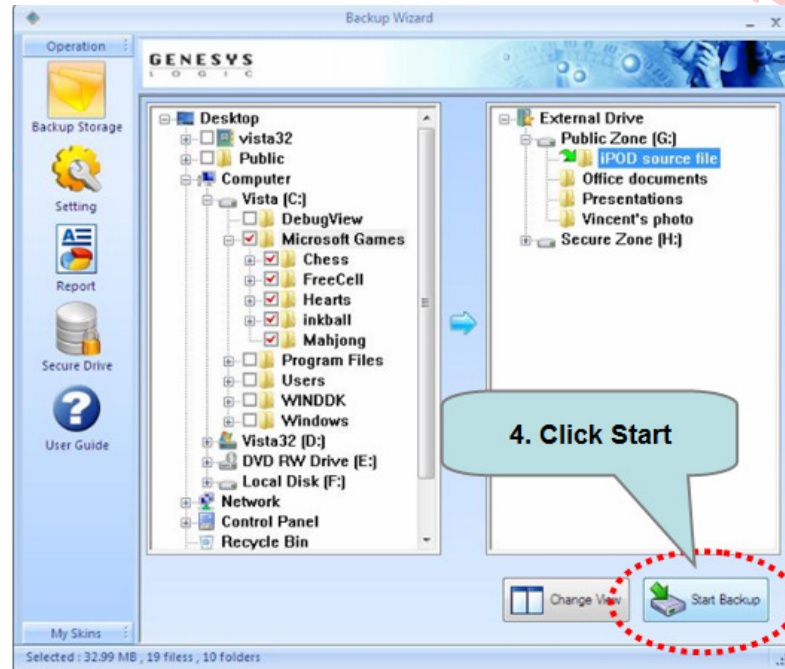 Backup Wizard
Operation
Backup Storage
Setting
Report
Secure Drive
User Guide
My Skins
GENESYS
LOGIC
Desktop
vista32
Public
Computer
Vista (C:)
DebugView
Microsoft Games
Chess
FreeCell
Hearts
inkball
Mahjong
Program Files
Users
WINDDK
Windows
Vista32 (D:)
DVD RW Drive (E:)
Local Disk (F:)
Network
Control Panel
Recycle Bin
External Drive
Public Zone (G:)
iPOD source file
Office documents
Presentations
Vincent's photo
Secure Zone (H:)
4. Click Start
Change View
Start Backup
Selected : 32.99 MB , 19 filess , 10 folders